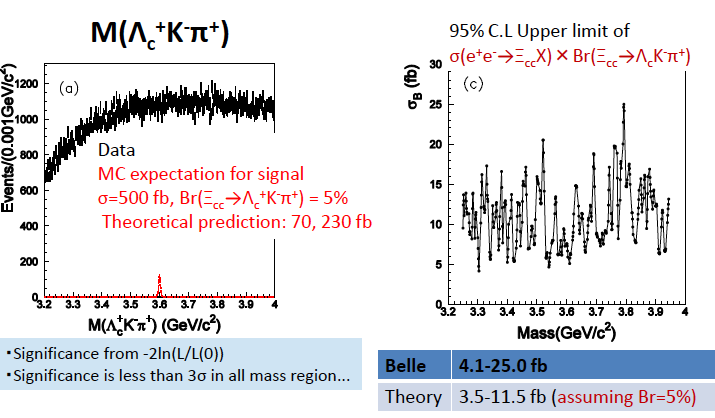 M(Λc⁺K⁻π⁺)
(a)
Events/(0.001GeV/c²)
1200
1000
800
600
400
200
0
Data
MC expectation for signal
σ=500 fb, Br(Ξcc→Λc⁺K⁻π⁺) = 5%
Theoretical prediction: 70, 230 fb
3.2 3.3 3.4 3.5 3.6 3.7 3.8 3.9 4
M(Λc⁺K⁻π⁺) (GeV/c²)
・Significance from -2ln(L/L(0))
・Significance is less than 3σ in all mass region...
95% C.L Upper limit of
σ(e⁺e⁻→ΞccX) × Br(Ξcc→ΛcK⁻π⁺)
(c)
σB (fb)
30
25
20
15
10
5
0
3.2 3.3 3.4 3.5 3.6 3.7 3.8 3.9 4
Mass(GeV/c²)
Belle 4.1-25.0 fb
Theory 3.5-11.5 fb (assuming Br=5%)